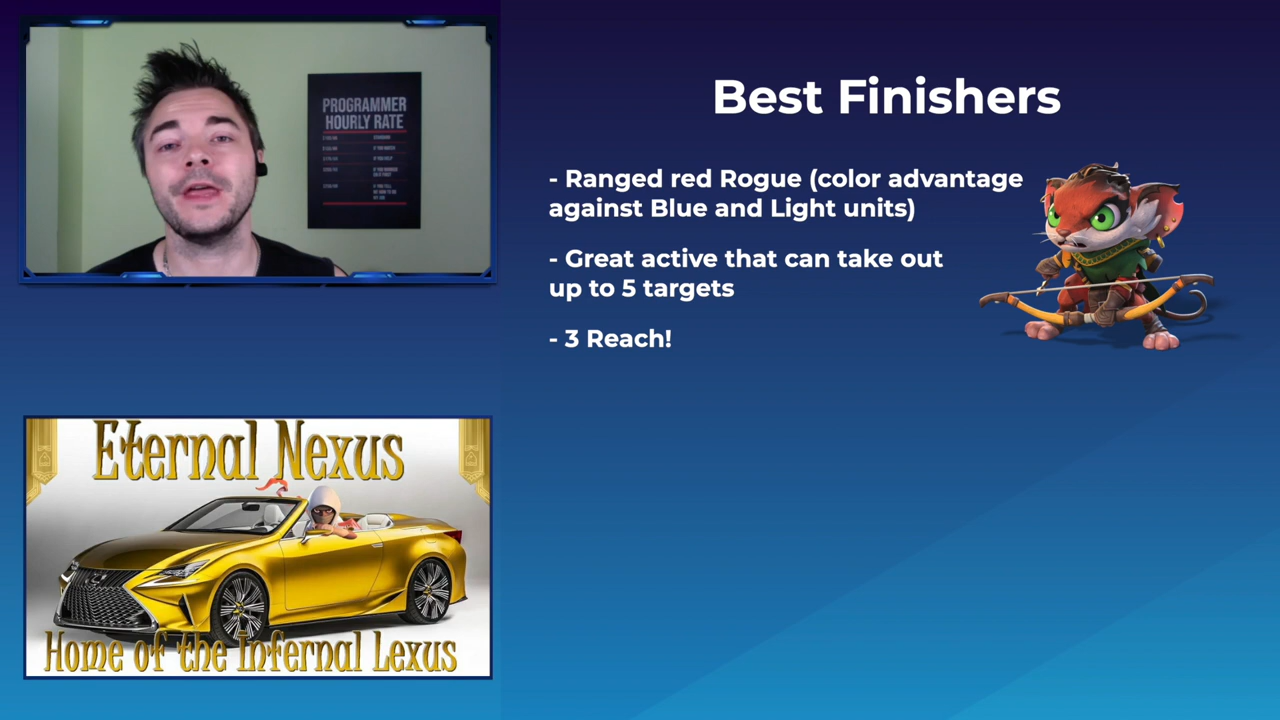 PROGRAMMER
HOURLY RATE
Best Finishers
- Ranged red Rogue (color advantage
against Blue and Light units)
- Great active that can take out
up to 5 targets
- 3 Reach!
Eternal Nexus
Home of the Infernal Lexus